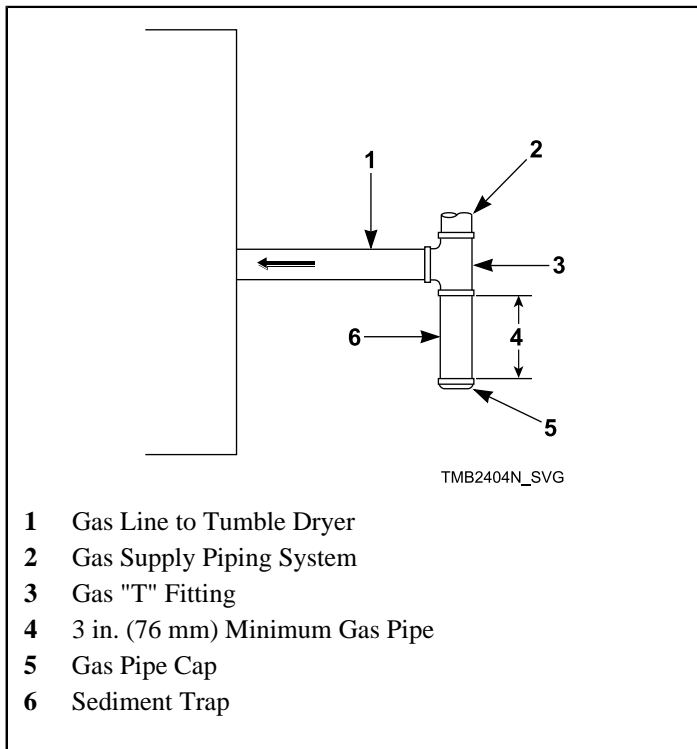 1
2
3
4
6
5
TMB2404N_SVG
1 Gas Line to Tumble Dryer
2 Gas Supply Piping System
3 Gas "T" Fitting
4 3 in. (76 mm) Minimum Gas Pipe
5 Gas Pipe Cap
6 Sediment Trap